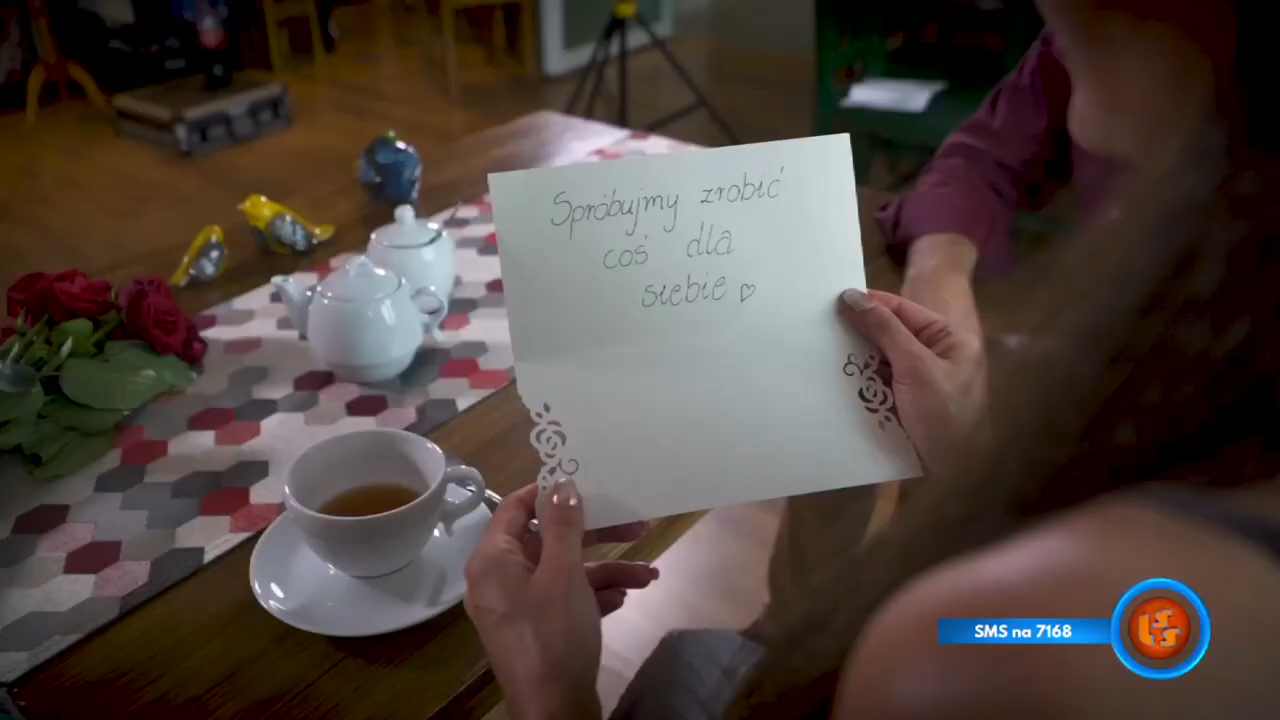 Spróbujmy zrobić
coś dla
siebie ♡
SMS na 7168